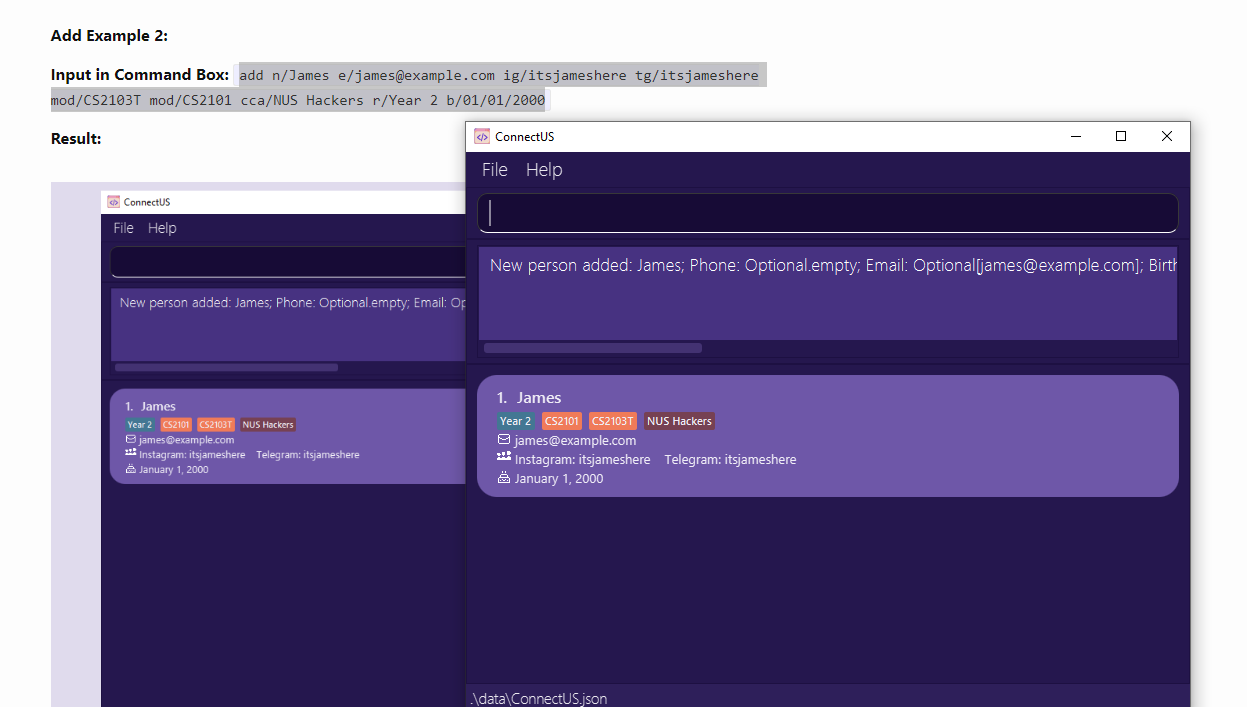 Add Example 2:
Input in Command Box: add n/James e/james@example.com ig/itsjameshere tg/itsjameshere
mod/CS2103T mod/CS2101 cca/NUS Hackers r/Year 2 b/01/01/2000
Result:
ConnectUS
File Help
New person added: James; Phone: Optional.empty; Email: Op
1. James
Year 2 CS2101 CS2103T NUS Hackers
james@example.com
Instagram: itsjameshere Telegram: itsjameshere
January 1, 2000
ConnectUS
File Help
New person added: James; Phone: Optional.empty; Email: Optional[james@example.com]; Birth
1. James
Year 2 CS2101 CS2103T NUS Hackers
james@example.com
Instagram: itsjameshere Telegram: itsjameshere
January 1, 2000
.\data\ConnectUS.json